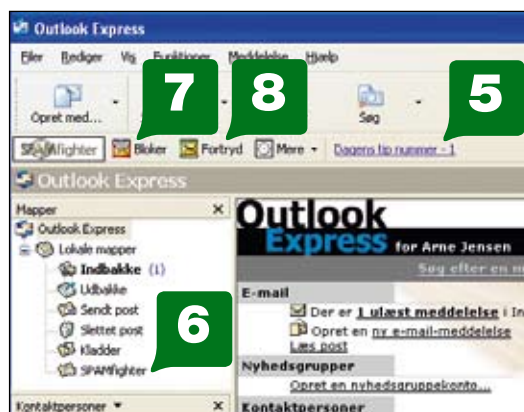 Outlook Express
Filer Rediger Vis Funktioner Meddelelse Hjælp
7 8 5
Opret med... Søg
SPAMfighter Bloker Fortryd Mere Dagens tip nummer - 1
Outlook Express
Mapper x
Outlook Express
Lokale mapper
Indbakke (1)
Udbakke
Sendt post
Slettet post
Kladder
SPAMfighter
6
Kontaktpersoner x
Outlook
Express for Arne Jensen
Søg efter en m
E-mail
Der er 1 ulæst meddelelse i In
Opret en ny e-mail-meddelelse
Læs post
Nyhedsgrupper
Opret en nyhedsgruppekonto...
Kontaktpersoner